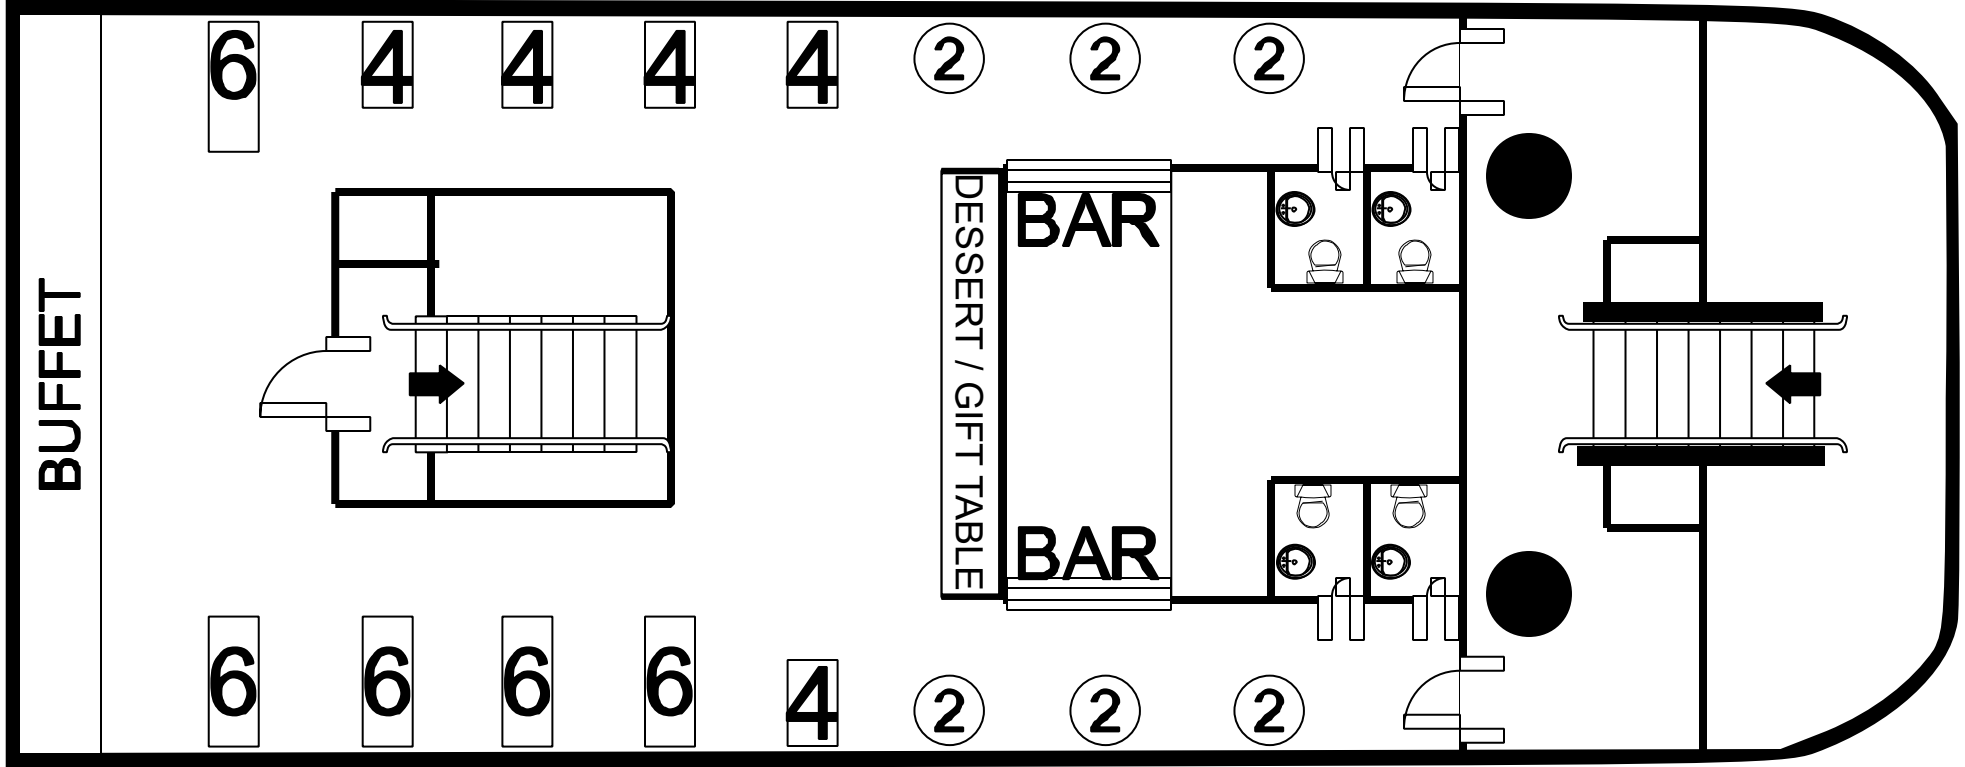 6 4 4 4 4 2 2 2
BUFFET
DESSERT / GIFT TABLE
BAR
BAR
6 6 6 6 4 2 2 2